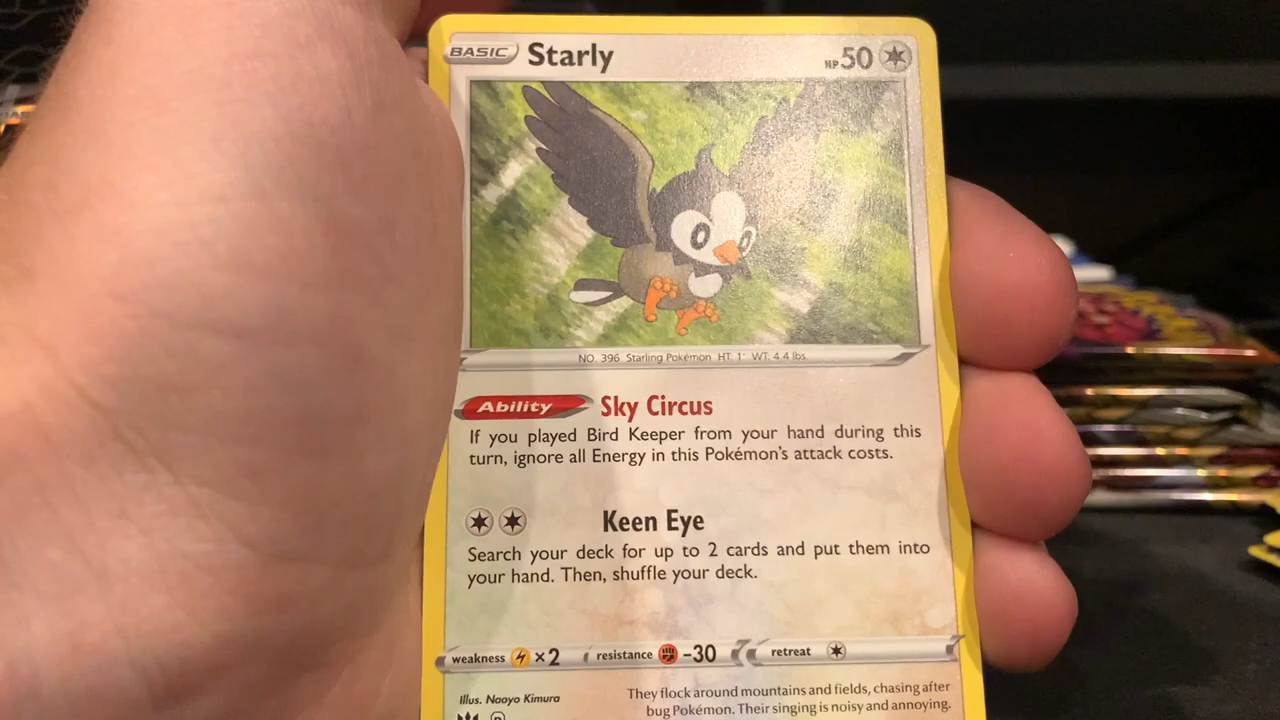 BASIC Starly HP 50
NO. 396 Starling Pokémon HT: 1' WT: 4.4 lbs.
Ability Sky Circus
If you played Bird Keeper from your hand during this
turn, ignore all Energy in this Pokémon's attack costs.
Keen Eye
Search your deck for up to 2 cards and put them into
your hand. Then, shuffle your deck.
weakness ×2 resistance -30 retreat
Illus. Naoyo Kimura
They flock around mountains and fields, chasing after
bug Pokémon. Their singing is noisy and annoying.